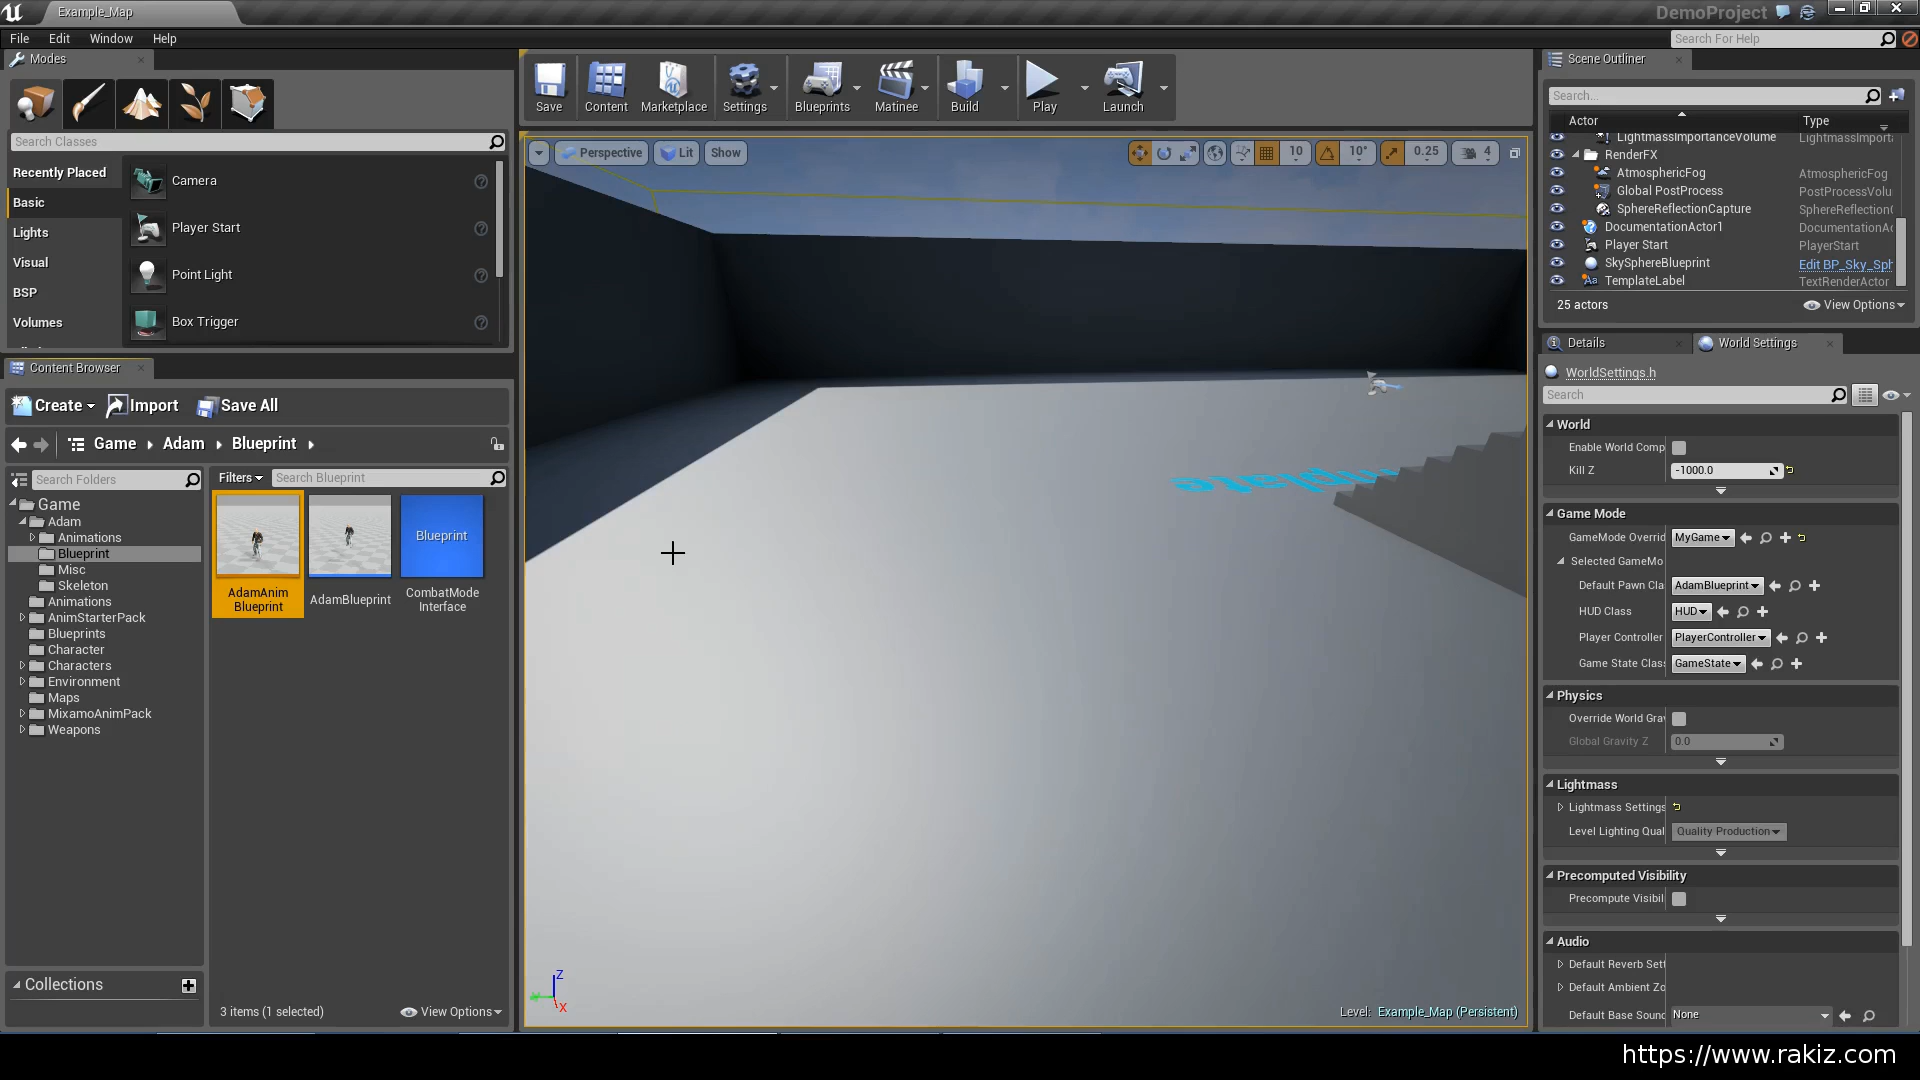 Example_Map
DemoProject
File
Edit
Window
Help
Search For Help
Modes
Search Classes
Recently Placed
Basic
Lights
Visual
BSP
Volumes
Camera
Player Start
Point Light
Box Trigger
Content Browser
Create
Import
Save All
Game
Adam
Blueprint
Search Folders
Filters
Search Blueprint
Game
Adam
Animations
Blueprint
Misc
Skeleton
Animations
AnimStarterPack
Blueprints
Character
Characters
Environment
Maps
MixamoAnimPack
Weapons
AdamAnim
Blueprint
AdamBlueprint
Blueprint
CombatMode
Interface
Collections
3 items (1 selected)
View Options
Save
Content
Marketplace
Settings
Blueprints
Matinee
Build
Play
Launch
Perspective
Lit
Show
10
10°
0.25
4
Z
X
Level: Example_Map (Persistent)
Scene Outliner
Search...
Actor
Type
LightmassImportanceVolume LightmassImport
RenderFX
AtmosphericFog AtmosphericFog
Global PostProcess PostProcessVolu
SphereReflectionCapture SphereReflection
DocumentationActor1 DocumentationA
Player Start PlayerStart
SkySphereBlueprint Edit BP_Sky_Sph
TemplateLabel TextRenderActor
25 actors
View Options
Details
World Settings
WorldSettings.h
Search
World
Enable World Comp
Kill Z -1000.0
Game Mode
GameMode Overrid MyGame
Selected GameMo
Default Pawn Cla AdamBlueprint
HUD Class HUD
Player Controller PlayerController
Game State Clas GameState
Physics
Override World Gra
Global Gravity Z 0.0
Lightmass
Lightmass Settings
Level Lighting Qual Quality Production
Precomputed Visibility
Precompute Visibil
Audio
Default Reverb Sett
Default Ambient Zo
Default Base Sound None
https://www.rakiz.com